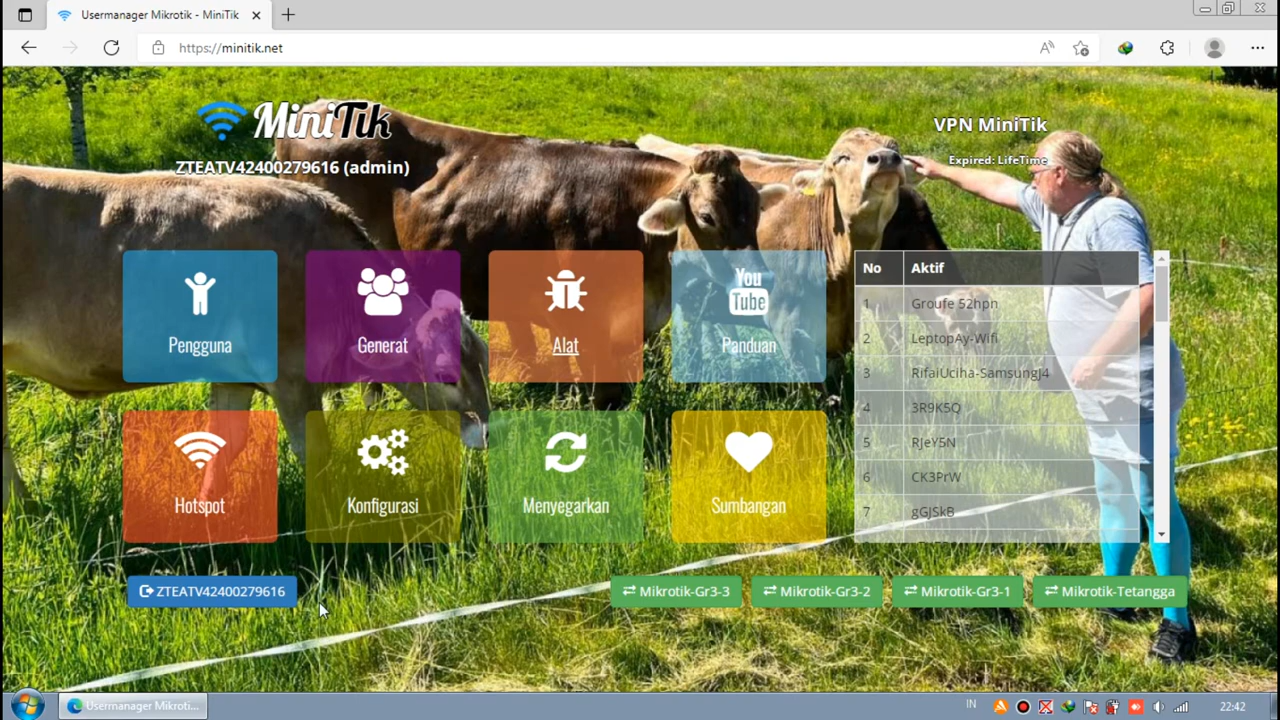 Usermanager Mikrotik - MiniTik
https://minitik.net
MiniTik
ZTEATV42400279616 (admin)
VPN MiniTik
Expired: LifeTime
Pengguna
Generat
Alat
You
Tube
Panduan
Hotspot
Konfigurasi
Menyegarkan
Sumbangan
No Aktif
1 Groufe 52hpn
2 LeptopAy-Wifi
3 RifaiUciha-SamsungJ4
4 3R9K5Q
5 RJeY5N
6 CK3PrW
7 gGJSkB
ZTEATV42400279616
Mikrotik-Gr3-3
Mikrotik-Gr3-2
Mikrotik-Gr3-1
Mikrotik-Tetangga
Usermanager Mikroti...
IN
22:42